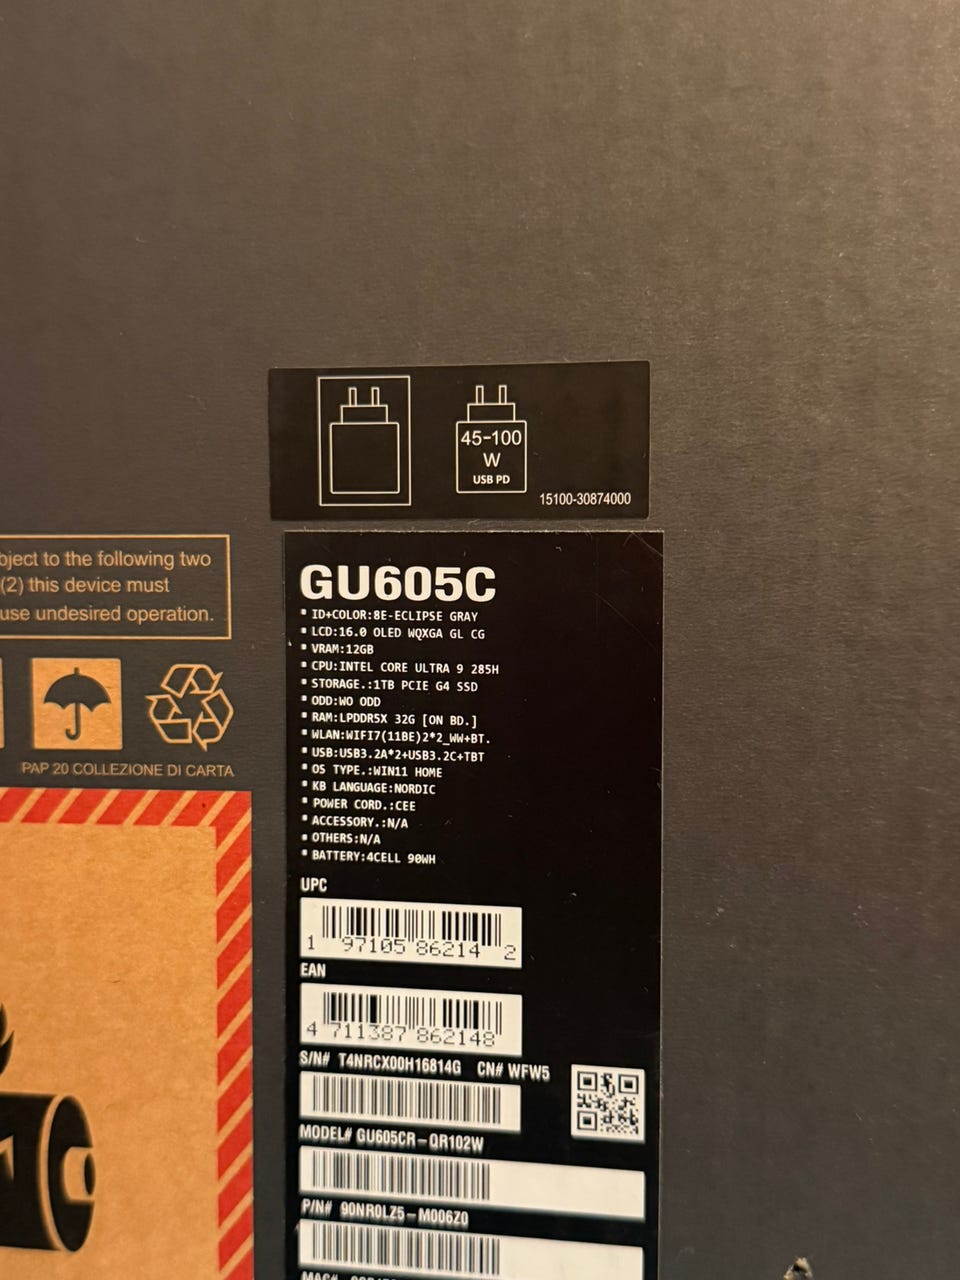 45-100
W
USB PD
15100-30874000
bject to the following two
(2) this device must
use undesired operation.
PAP 20 COLLEZIONE DI CARTA
GU605C
ID+COLOR:8E-ECLIPSE GRAY
LCD:16.0 OLED WQXGA GL CG
VRAM:12GB
CPU:INTEL CORE ULTRA 9 285H
STORAGE.:1TB PCIE G4 SSD
ODD:WO ODD
RAM:LPDDR5X 32G [ON BD.]
WLAN:WIFI7(11BE)2*2_WW+BT.
USB:USB3.2A*2+USB3.2C+TBT
OS TYPE.:WIN11 HOME
KB LANGUAGE:NORDIC
POWER CORD.:CEE
ACCESSORY.:N/A
OTHERS:N/A
BATTERY:4CELL 90WH
UPC
1 97105 86214 2
EAN
4 711387 862148
S/N# T4NRCX00H16814G CN# WFW5
MODEL# GU605CR-QR102W
P/N# 90NR0LZ5-M006Z0
MAC#